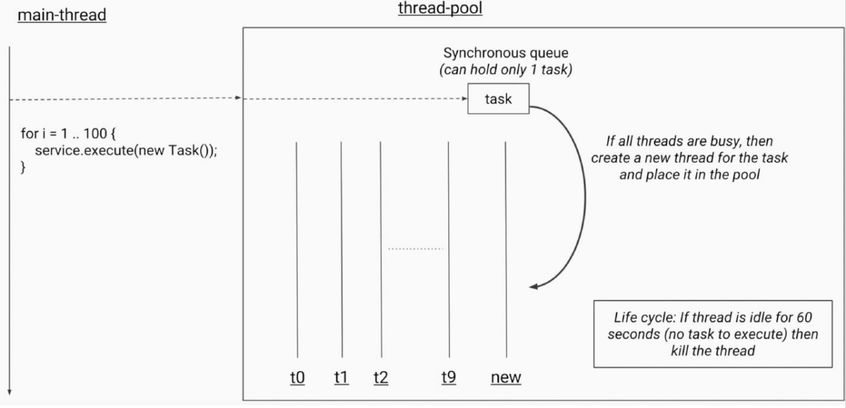 main-thread
thread-pool
Synchronous queue
(can hold only 1 task)
task
for i = 1 .. 100 {
service.execute(new Task());
}
If all threads are busy, then
create a new thread for the task
and place it in the pool
Life cycle: If thread is idle for 60
seconds (no task to execute) then
kill the thread
t0 t1 t2 t9 new